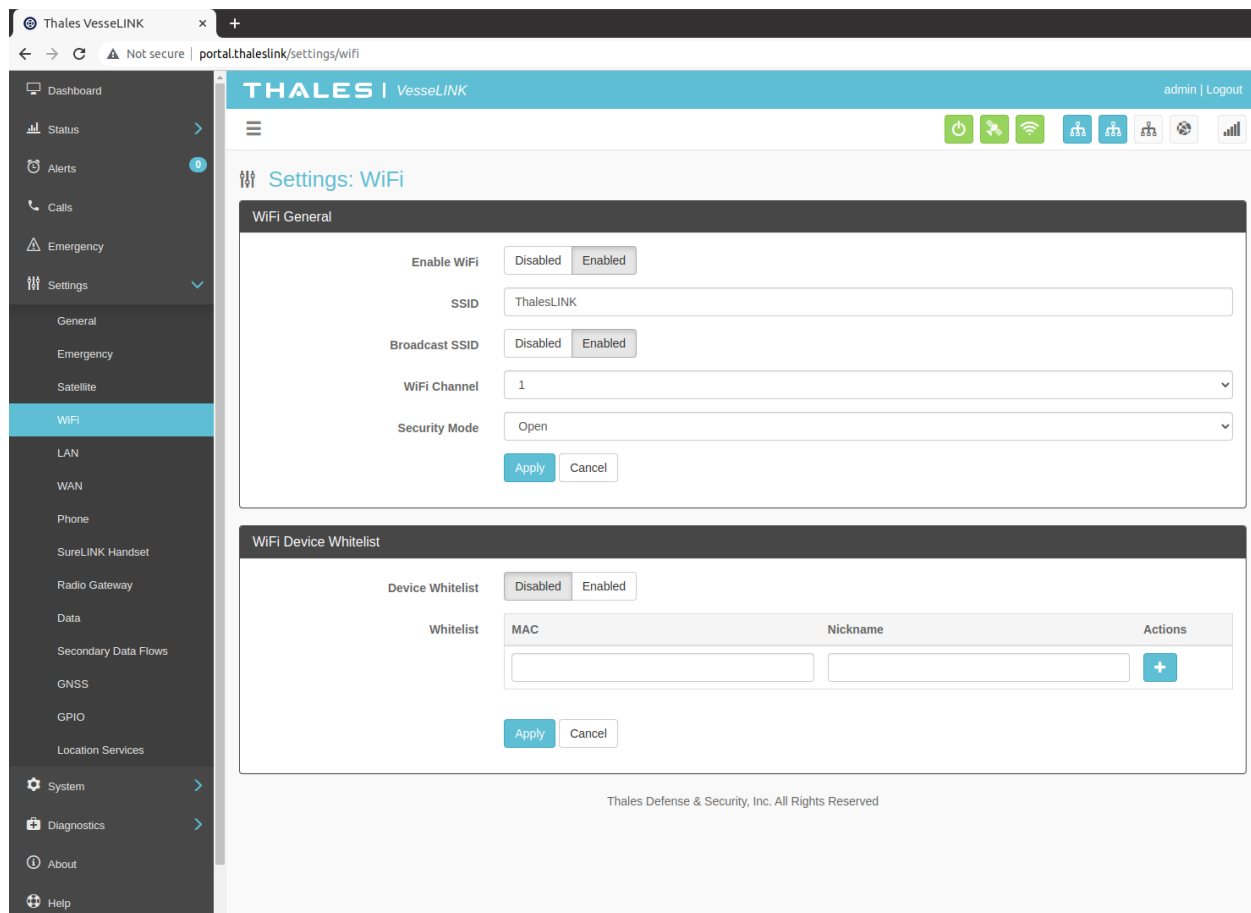 Thales VesseLINK
Not secure | portal.thaleslink/settings/wifi
Dashboard
Status
Alerts 0
Calls
Emergency
Settings
General
Emergency
Satellite
WiFi
LAN
WAN
Phone
SureLINK Handset
Radio Gateway
Data
Secondary Data Flows
GNSS
GPIO
Location Services
System
Diagnostics
About
Help
THALES | VesseLINK
admin | Logout
Settings: WiFi
WiFi General
Enable WiFi Disabled Enabled
SSID ThalesLINK
Broadcast SSID Disabled Enabled
WiFi Channel 1
Security Mode Open
Apply Cancel
WiFi Device Whitelist
Device Whitelist Disabled Enabled
Whitelist MAC Nickname Actions
Apply Cancel
Thales Defense & Security, Inc. All Rights Reserved